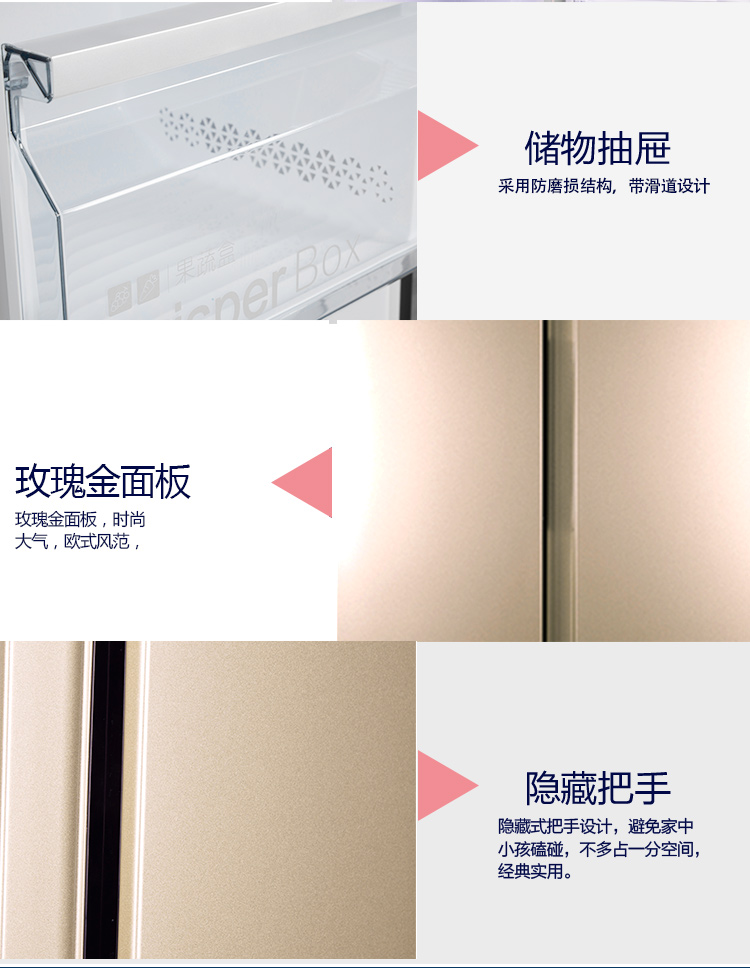 储物抽屉
采用防磨损结构，带滑道设计
果蔬盒
isper Box
玫瑰金面板
玫瑰金面板，时尚
大气，欧式风范，
隐藏把手
隐藏式把手设计，避免家中
小孩磕碰，不多占一分空间，
经典实用。